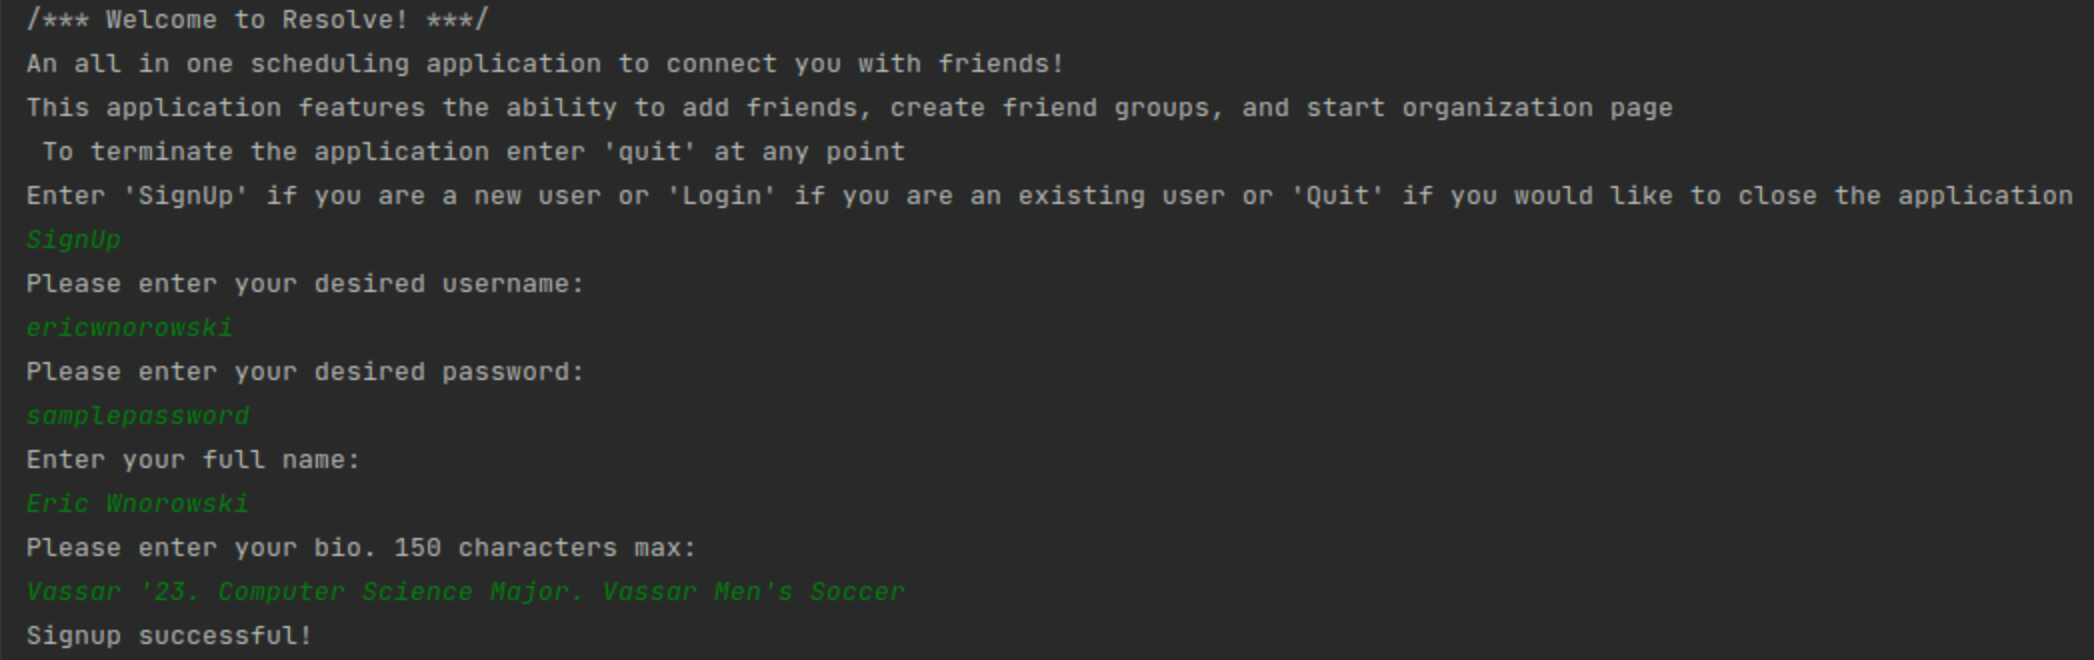 /*** Welcome to Resolve! ***/
An all in one scheduling application to connect you with friends!
This application features the ability to add friends, create friend groups, and start organization page
 To terminate the application enter 'quit' at any point
Enter 'SignUp' if you are a new user or 'Login' if you are an existing user or 'Quit' if you would like to close the application
SignUp
Please enter your desired username:
ericwnorowski
Please enter your desired password:
samplepassword
Enter your full name:
Eric Wnorowski
Please enter your bio. 150 characters max:
Vassar '23. Computer Science Major. Vassar Men's Soccer
Signup successful!